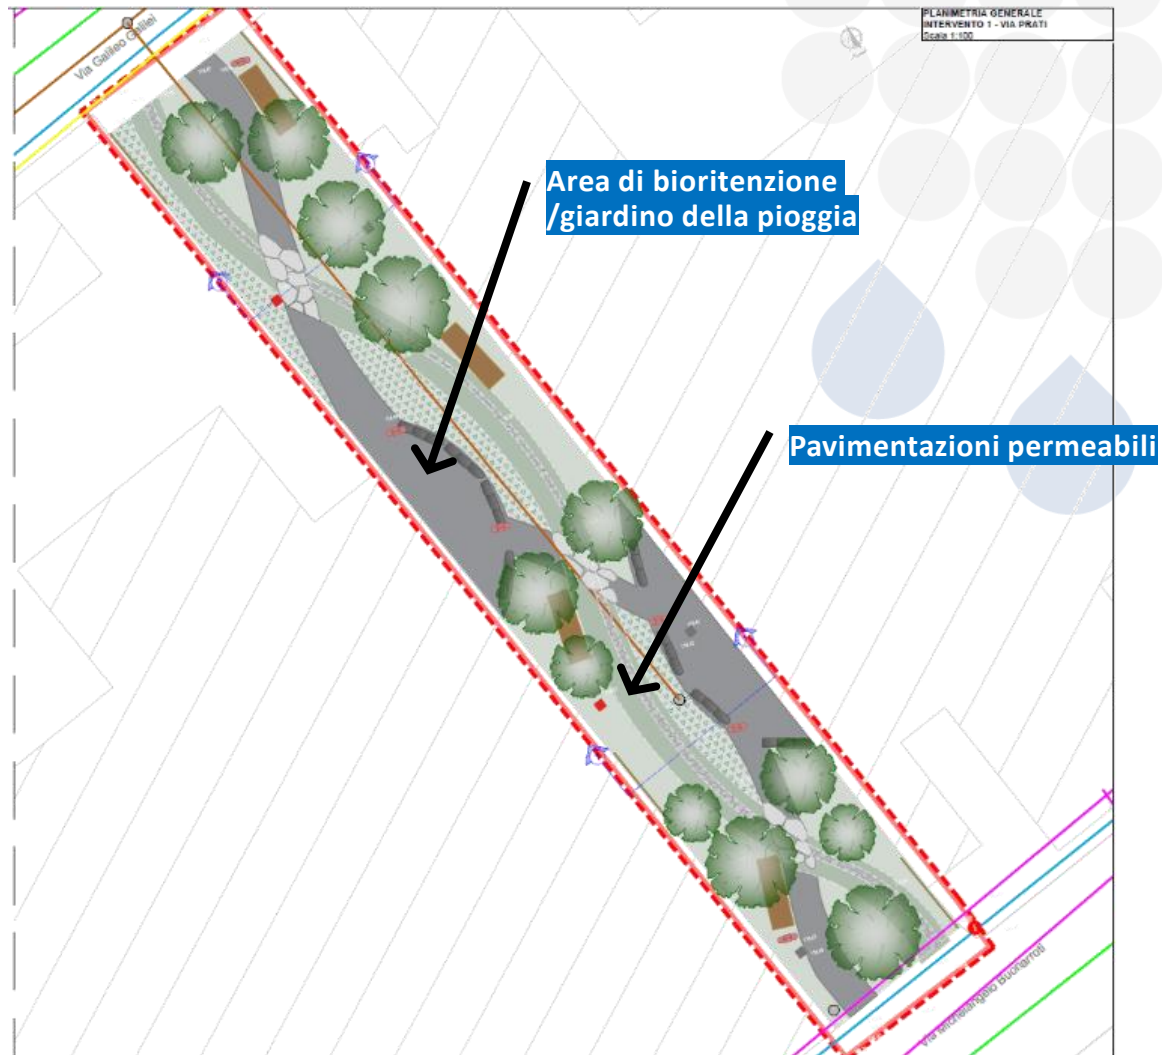 PLANIMETRIA GENERALE
INTERVENTO 1 - VIA PRATI
Scala 1:100
Via Galileo Galilei
Area di bioritenzione
/giardino della pioggia
Pavimentazioni permeabili
Via Michelangelo Buonarroti